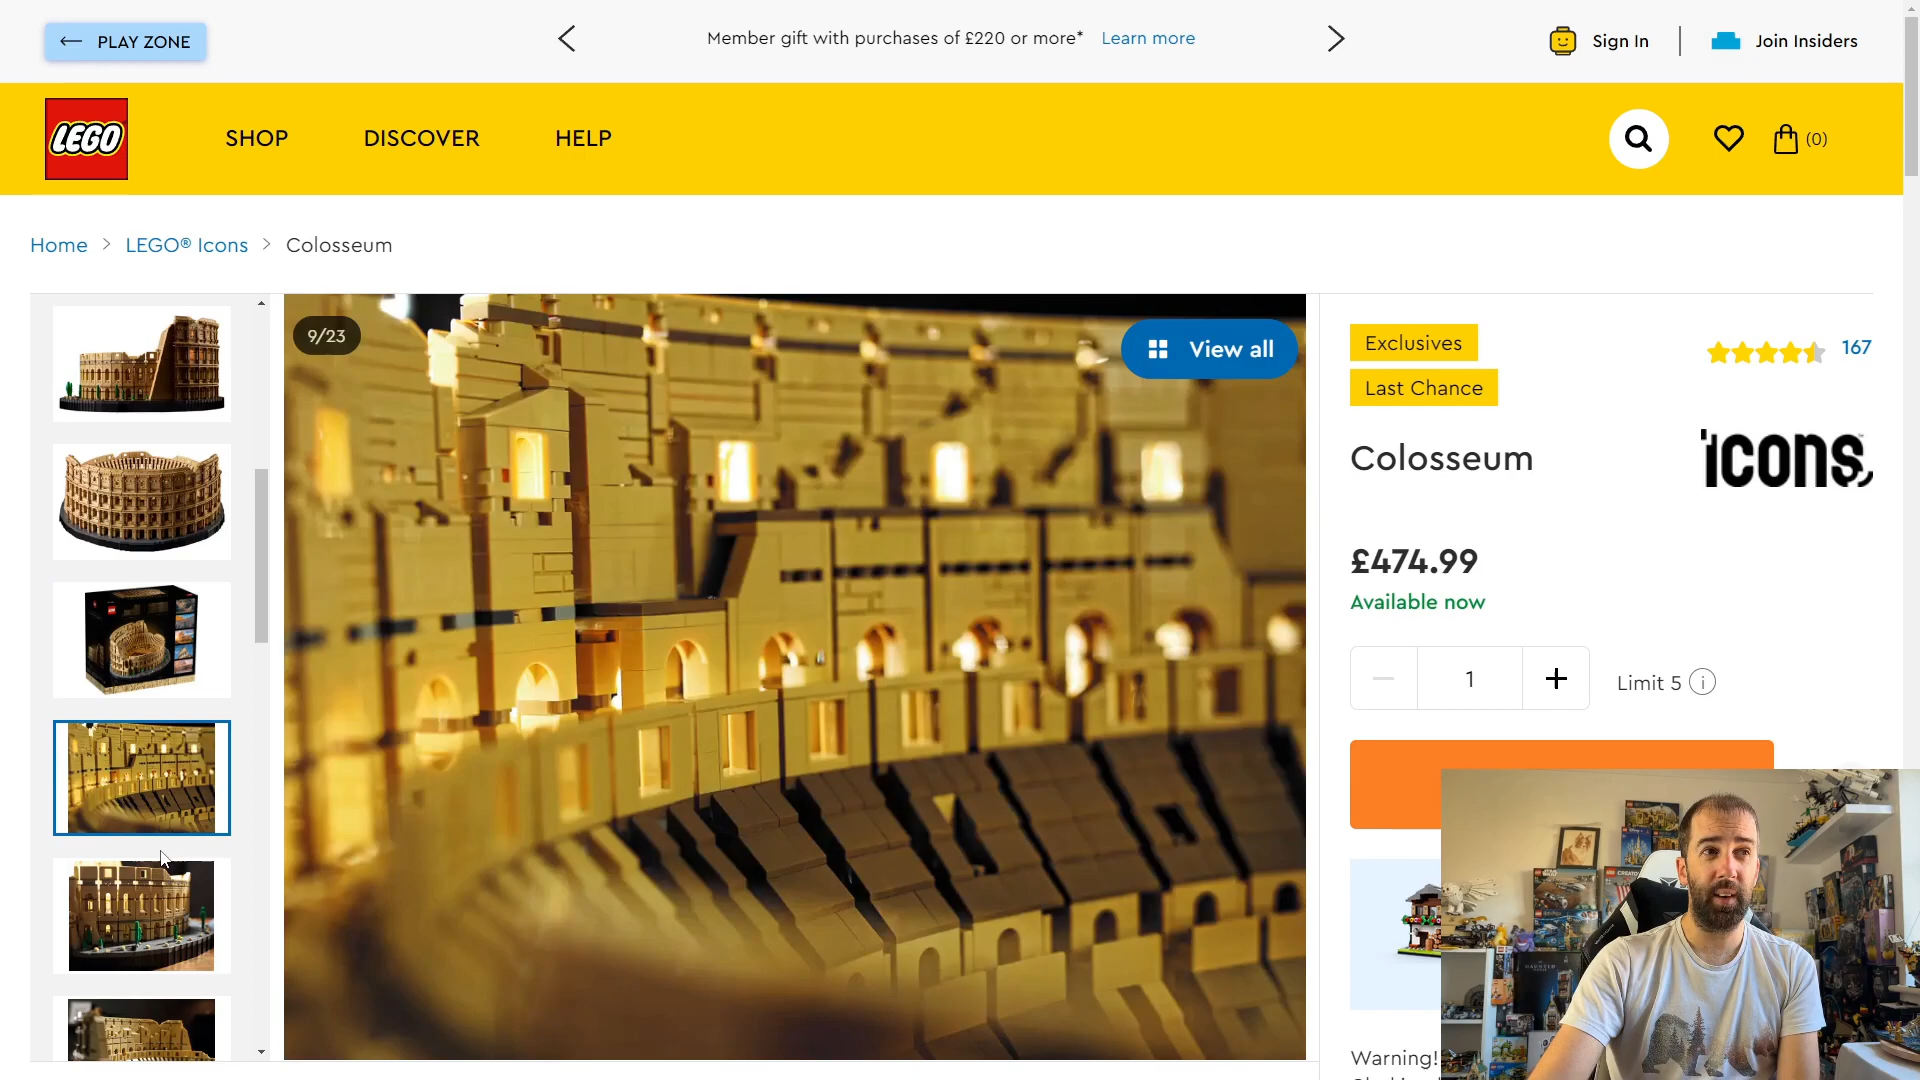 PLAY ZONE
Member gift with purchases of £220 or more* Learn more
Sign In
Join Insiders
LEGO
SHOP
DISCOVER
HELP
(0)
Home > LEGO® Icons > Colosseum
9/23
View all
Exclusives
167
Last Chance
Colosseum
icons
£474.99
Available now
1
Limit 5
Warning!